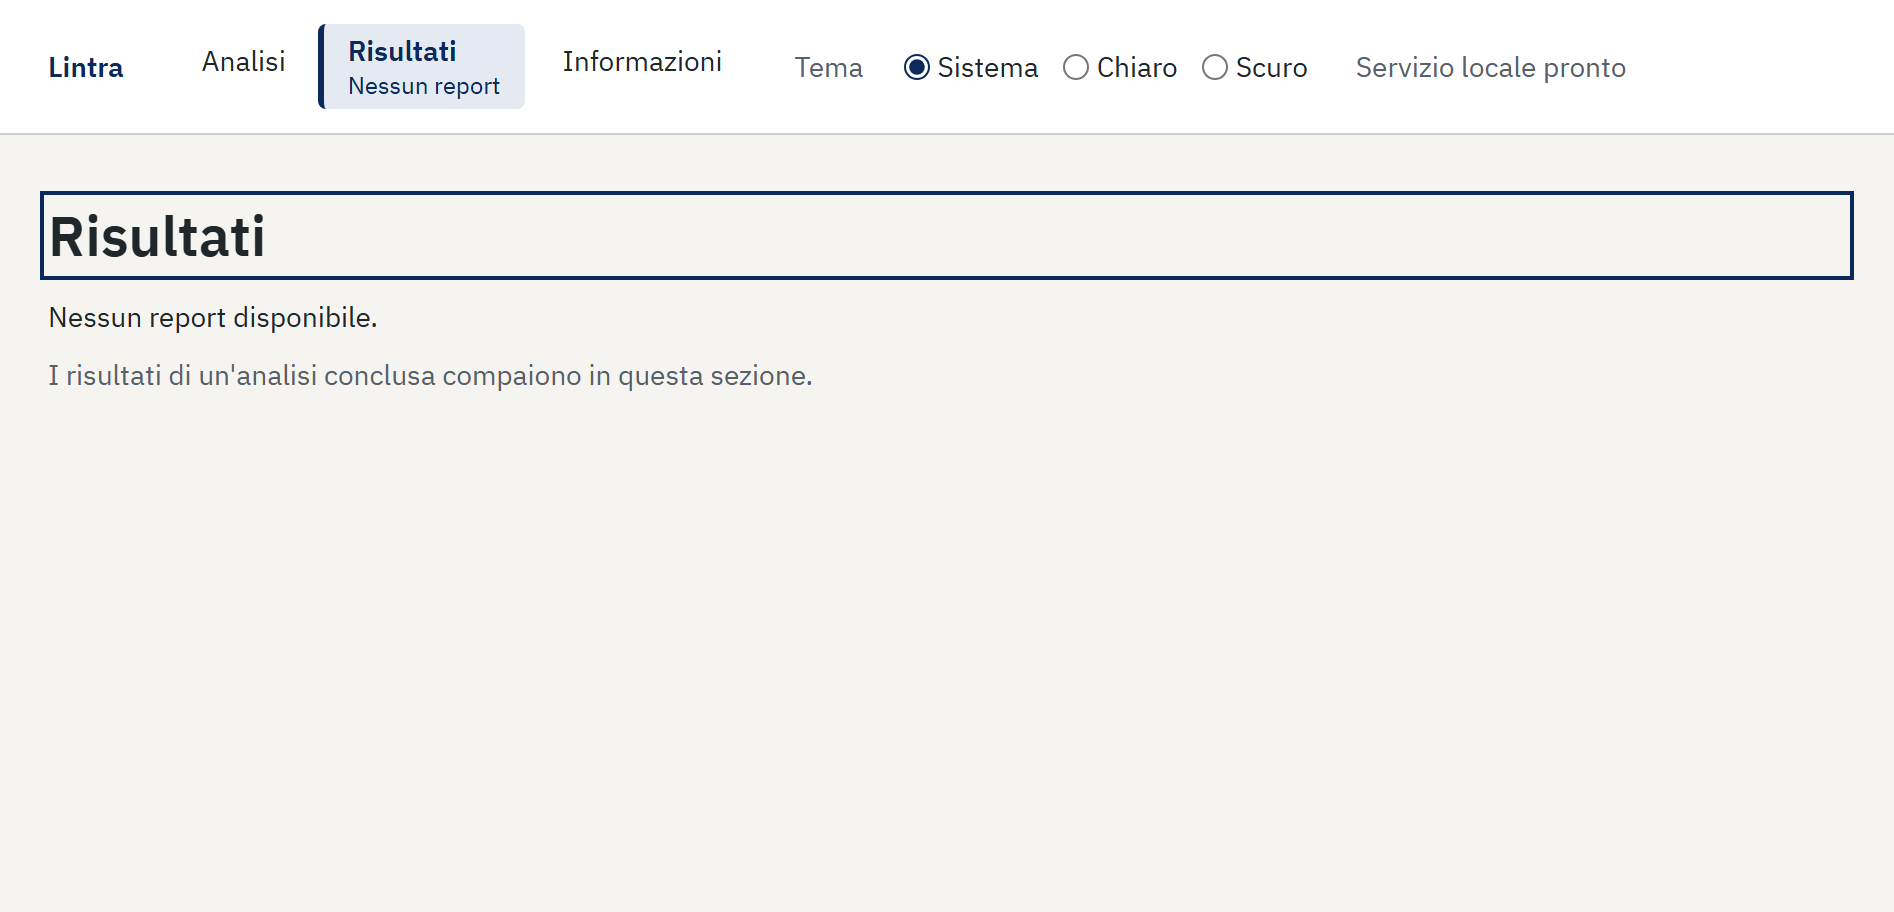 Lintra
Analisi
Risultati
Nessun report
Informazioni
Tema
Sistema
Chiaro
Scuro
Servizio locale pronto
Risultati
Nessun report disponibile.
I risultati di un'analisi conclusa compaiono in questa sezione.